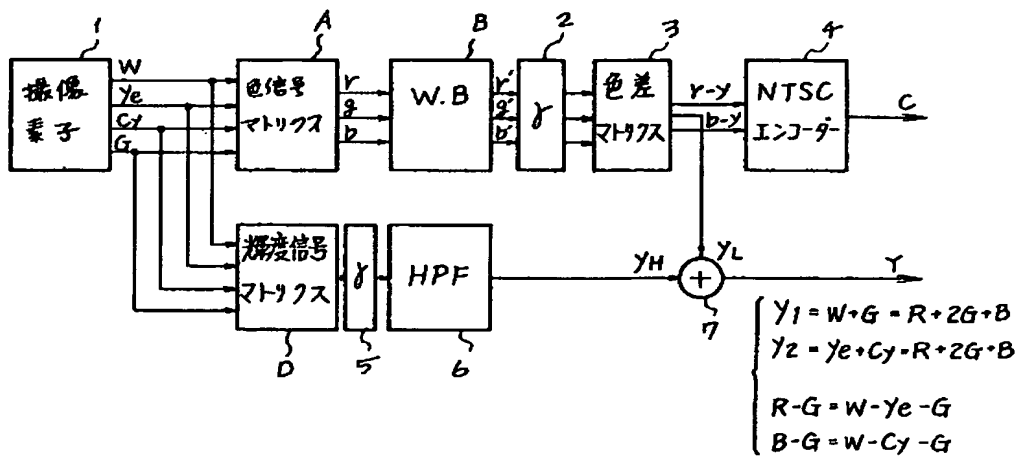 1
A
B
2
3
4
撮像
素子
W
Ye
Cy
G
色信号
マトリクス
r
g
b
W.B
r'
g'
b'
γ
色差
マトリクス
r-y
b-y
NTSC
エンコーダー
C
輝度信号
マトリクス
γ
HPF
YH
YL
+
Y
D
5
6
7
Y1=W+G=R+2G+B
Y2=Ye+Cy=R+2G+B
R-G=W-Ye-G
B-G=W-Cy-G